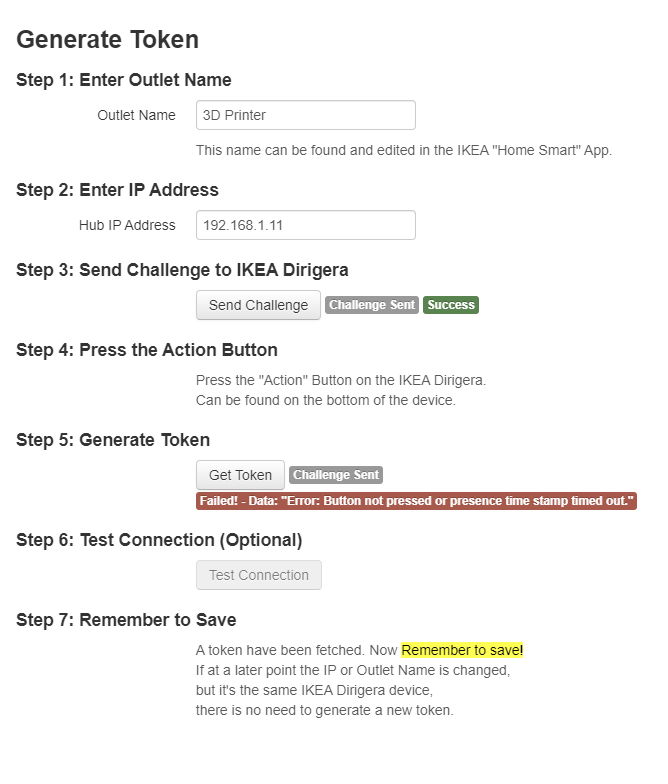 Generate Token
Step 1: Enter Outlet Name
Outlet Name 3D Printer
This name can be found and edited in the IKEA "Home Smart" App.
Step 2: Enter IP Address
Hub IP Address 192.168.1.11
Step 3: Send Challenge to IKEA Dirigera
Send Challenge Challenge Sent Success
Step 4: Press the Action Button
Press the "Action" Button on the IKEA Dirigera.
Can be found on the bottom of the device.
Step 5: Generate Token
Get Token Challenge Sent
Failed! - Data: "Error: Button not pressed or presence time stamp timed out."
Step 6: Test Connection (Optional)
Test Connection
Step 7: Remember to Save
A token have been fetched. Now Remember to save!
If at a later point the IP or Outlet Name is changed,
but it's the same IKEA Dirigera device,
there is no need to generate a new token.